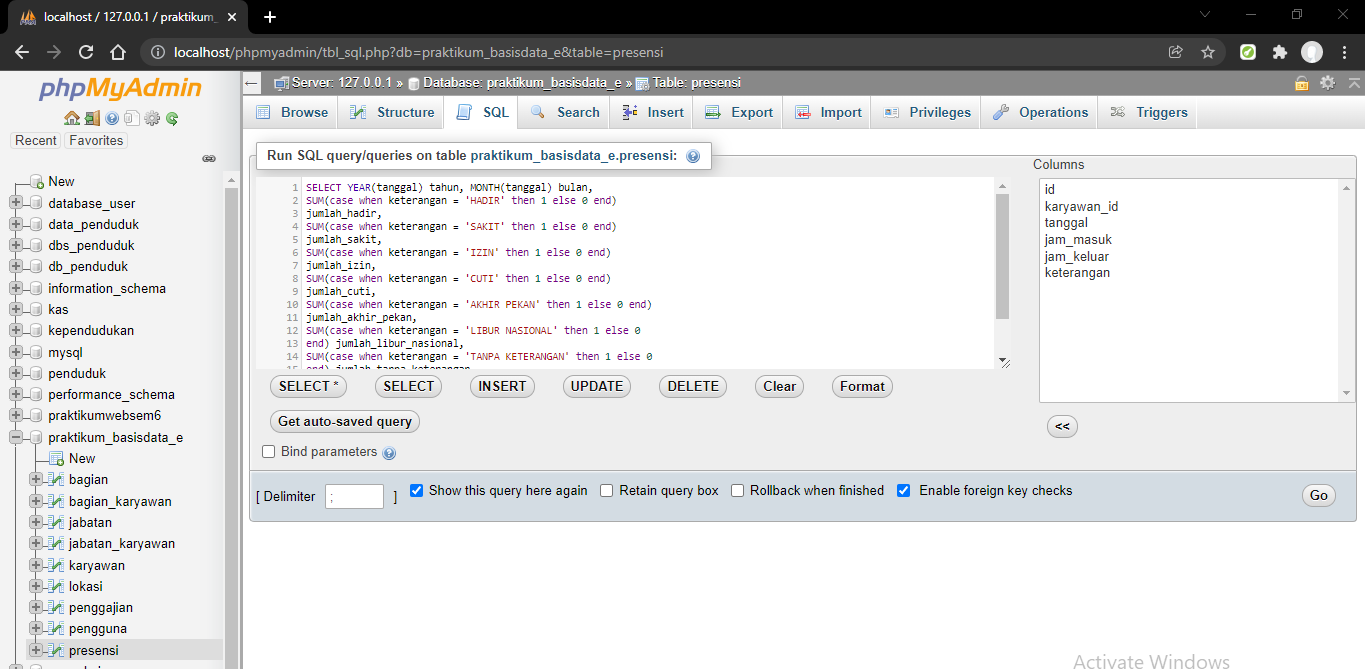 localhost / 127.0.0.1 / praktikum_
localhost/phpmyadmin/tbl_sql.php?db=praktikum_basisdata_e&table=presensi
phpMyAdmin
Recent Favorites
New
database_user
data_penduduk
dbs_penduduk
db_penduduk
information_schema
kas
kependudukan
mysql
penduduk
performance_schema
praktikumwebsem6
praktikum_basisdata_e
New
bagian
bagian_karyawan
jabatan
jabatan_karyawan
karyawan
lokasi
penggajian
pengguna
presensi
Server: 127.0.0.1 » Database: praktikum_basisdata_e » Table: presensi
Browse Structure SQL Search Insert Export Import Privileges Operations Triggers
Run SQL query/queries on table praktikum_basisdata_e.presensi:
1 SELECT YEAR(tanggal) tahun, MONTH(tanggal) bulan,
2 SUM(case when keterangan = 'HADIR' then 1 else 0 end)
3 jumlah_hadir,
4 SUM(case when keterangan = 'SAKIT' then 1 else 0 end)
5 jumlah_sakit,
6 SUM(case when keterangan = 'IZIN' then 1 else 0 end)
7 jumlah_izin,
8 SUM(case when keterangan = 'CUTI' then 1 else 0 end)
9 jumlah_cuti,
10 SUM(case when keterangan = 'AKHIR PEKAN' then 1 else 0 end)
11 jumlah_akhir_pekan,
12 SUM(case when keterangan = 'LIBUR NASIONAL' then 1 else 0
13 end) jumlah_libur_nasional,
14 SUM(case when keterangan = 'TANPA KETERANGAN' then 1 else 0
15 end) jumlah_tanpa_keterangan
Columns
id
karyawan_id
tanggal
jam_masuk
jam_keluar
keterangan
SELECT * SELECT INSERT UPDATE DELETE Clear Format
Get auto-saved query
<<
Bind parameters
[ Delimiter ; ] Show this query here again Retain query box Rollback when finished Enable foreign key checks
Go
Activate Windows